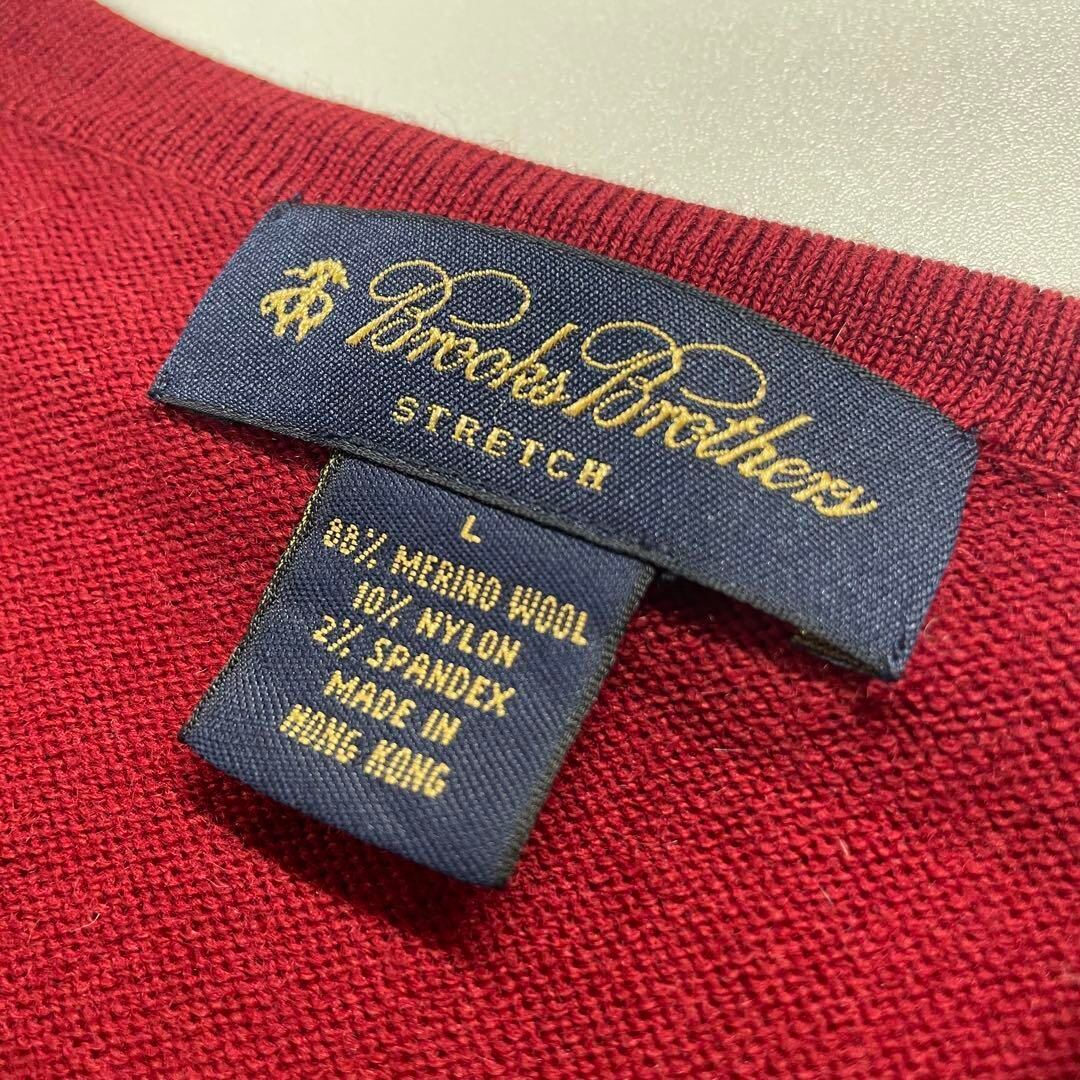 Brooks Brothers
STRETCH
L
88% MERINO WOOL
10% NYLON
2% SPANDEX
MADE IN
HONG KONG